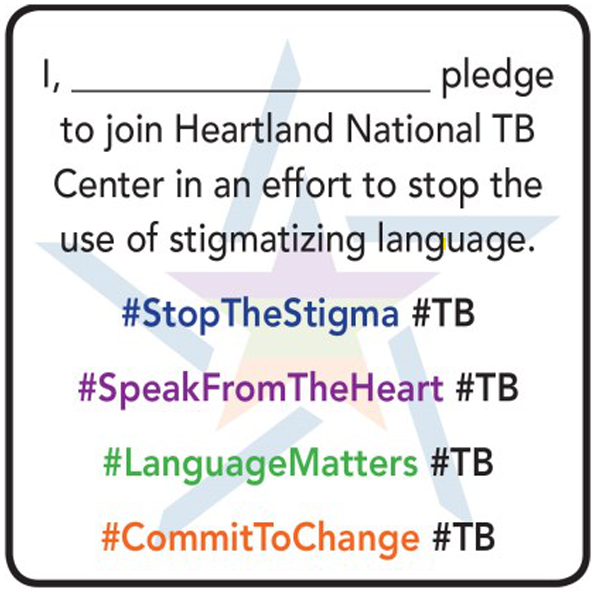 I, ____________________ pledge
to join Heartland National TB
Center in an effort to stop the
use of stigmatizing language.
#StopTheStigma #TB
#SpeakFromTheHeart #TB
#LanguageMatters #TB
#CommitToChange #TB